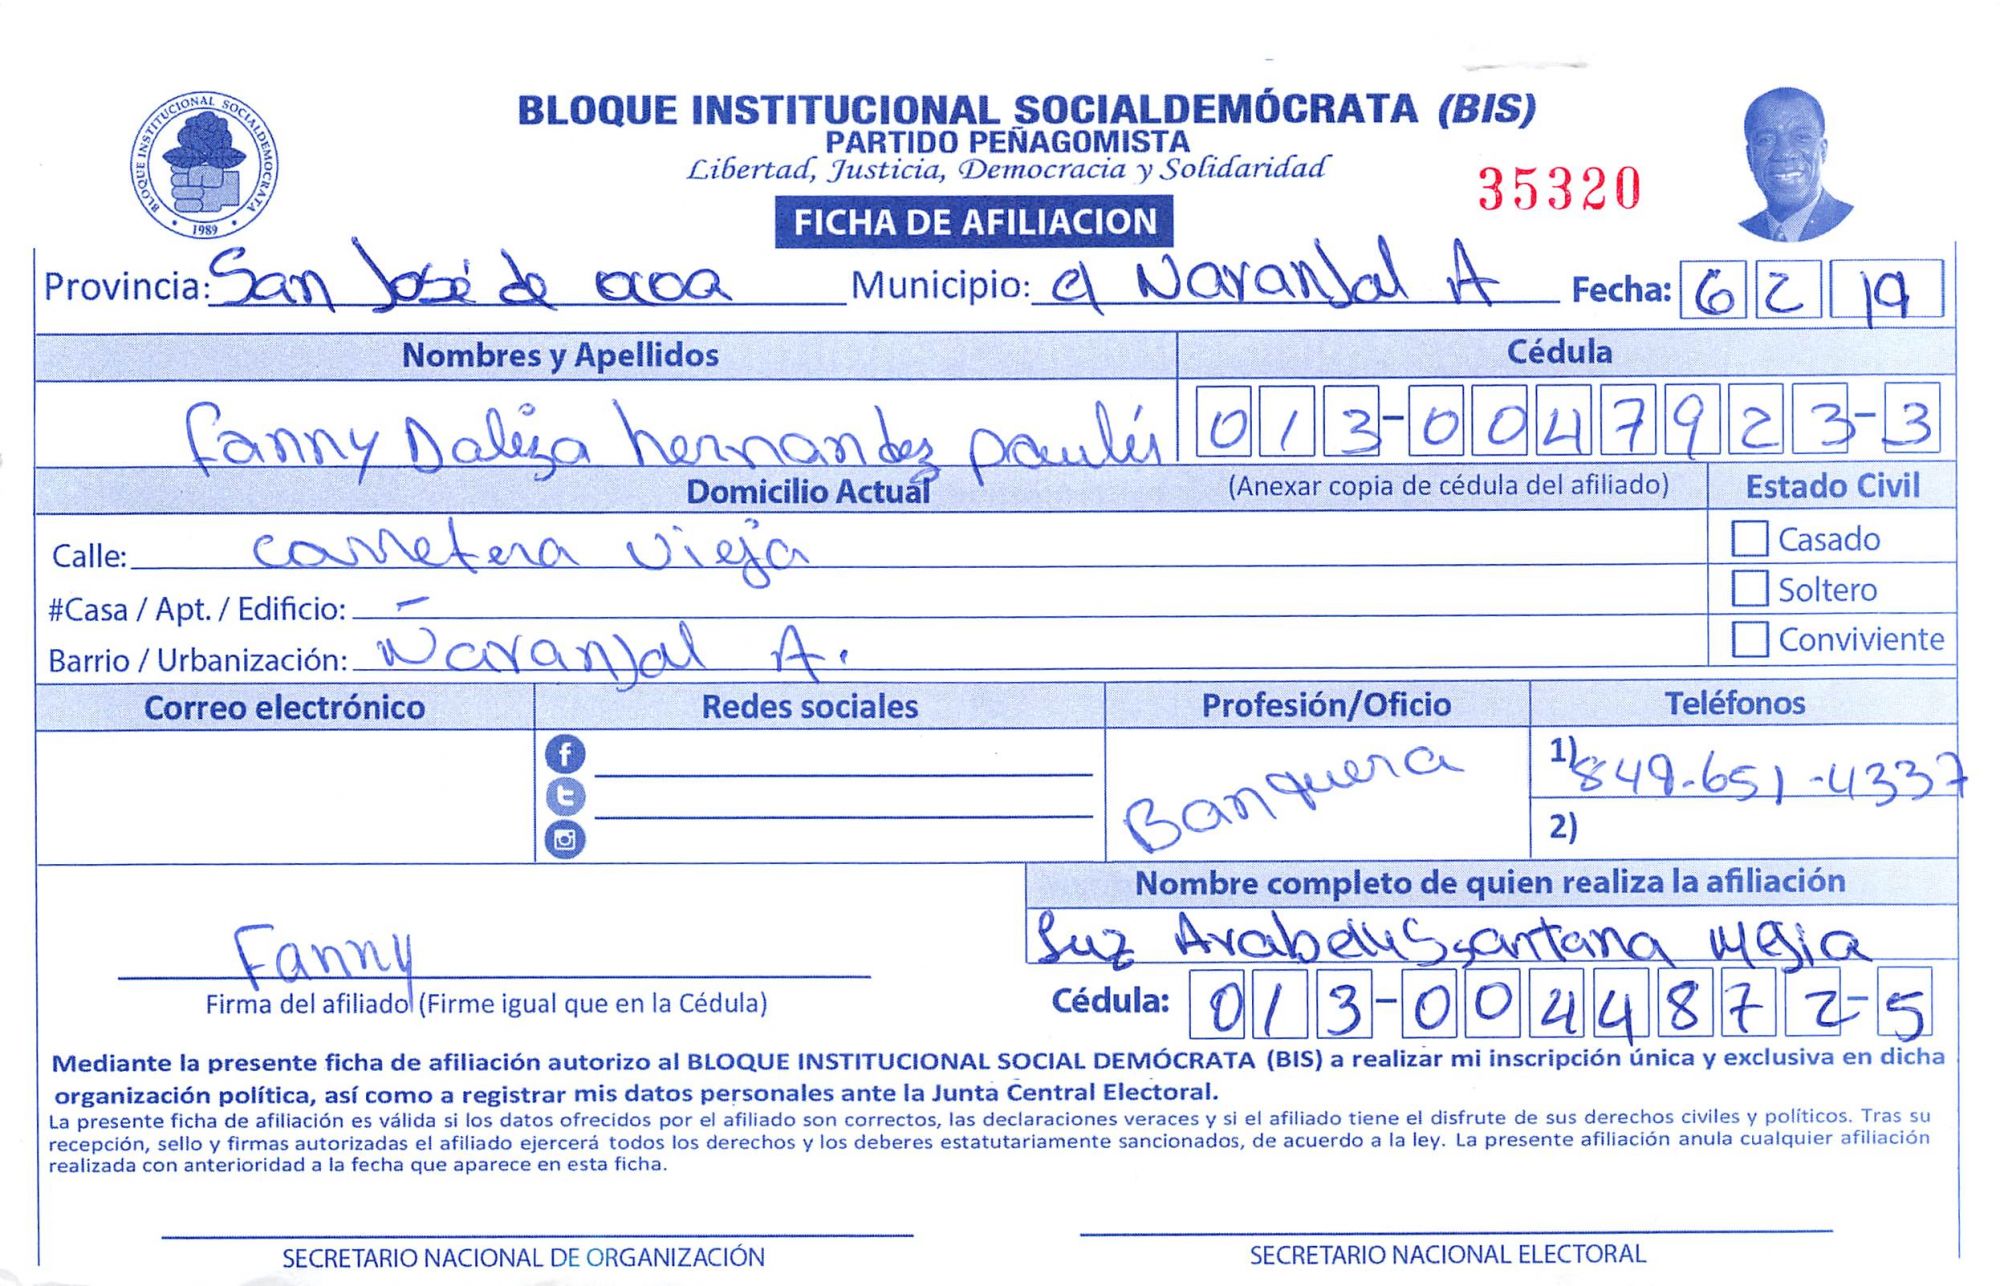 BLOQUE INSTITUCIONAL SOCIALDEMÓCRATA (BIS)
PARTIDO PEÑAGOMISTA
Libertad, Justicia, Democracia y Solidaridad
BLOQUE INSTITUCIONAL SOCIALDEMOCRATA
1989
35320
FICHA DE AFILIACION
Provincia: San José de ocoa Municipio: el Naranjal A Fecha: 6 2 19
Nombres y Apellidos Cédula
Fanny Daliza hernandez paulis 013-0047923-3
Domicilio Actual (Anexar copia de cédula del afiliado) Estado Civil
Calle: carretera vieja Casado
#Casa / Apt. / Edificio: - Soltero
Barrio / Urbanización: Naranjal A. Conviviente
Correo electrónico Redes sociales Profesión/Oficio Teléfonos
Banquera 1) 849-651-4337
2)
Nombre completo de quien realiza la afiliación
Luz Arabelis santana Mejia
Fanny
Firma del afiliado (Firme igual que en la Cédula) Cédula: 013-0044872-5
Mediante la presente ficha de afiliación autorizo al BLOQUE INSTITUCIONAL SOCIAL DEMÓCRATA (BIS) a realizar mi inscripción única y exclusiva en dicha
organización política, así como a registrar mis datos personales ante la Junta Central Electoral.
La presente ficha de afiliación es válida si los datos ofrecidos por el afiliado son correctos, las declaraciones veraces y si el afiliado tiene el disfrute de sus derechos civiles y políticos. Tras su
recepción, sello y firmas autorizadas el afiliado ejercerá todos los derechos y los deberes estatutariamente sancionados, de acuerdo a la ley. La presente afiliación anula cualquier afiliación
realizada con anterioridad a la fecha que aparece en esta ficha.
SECRETARIO NACIONAL DE ORGANIZACIÓN SECRETARIO NACIONAL ELECTORAL